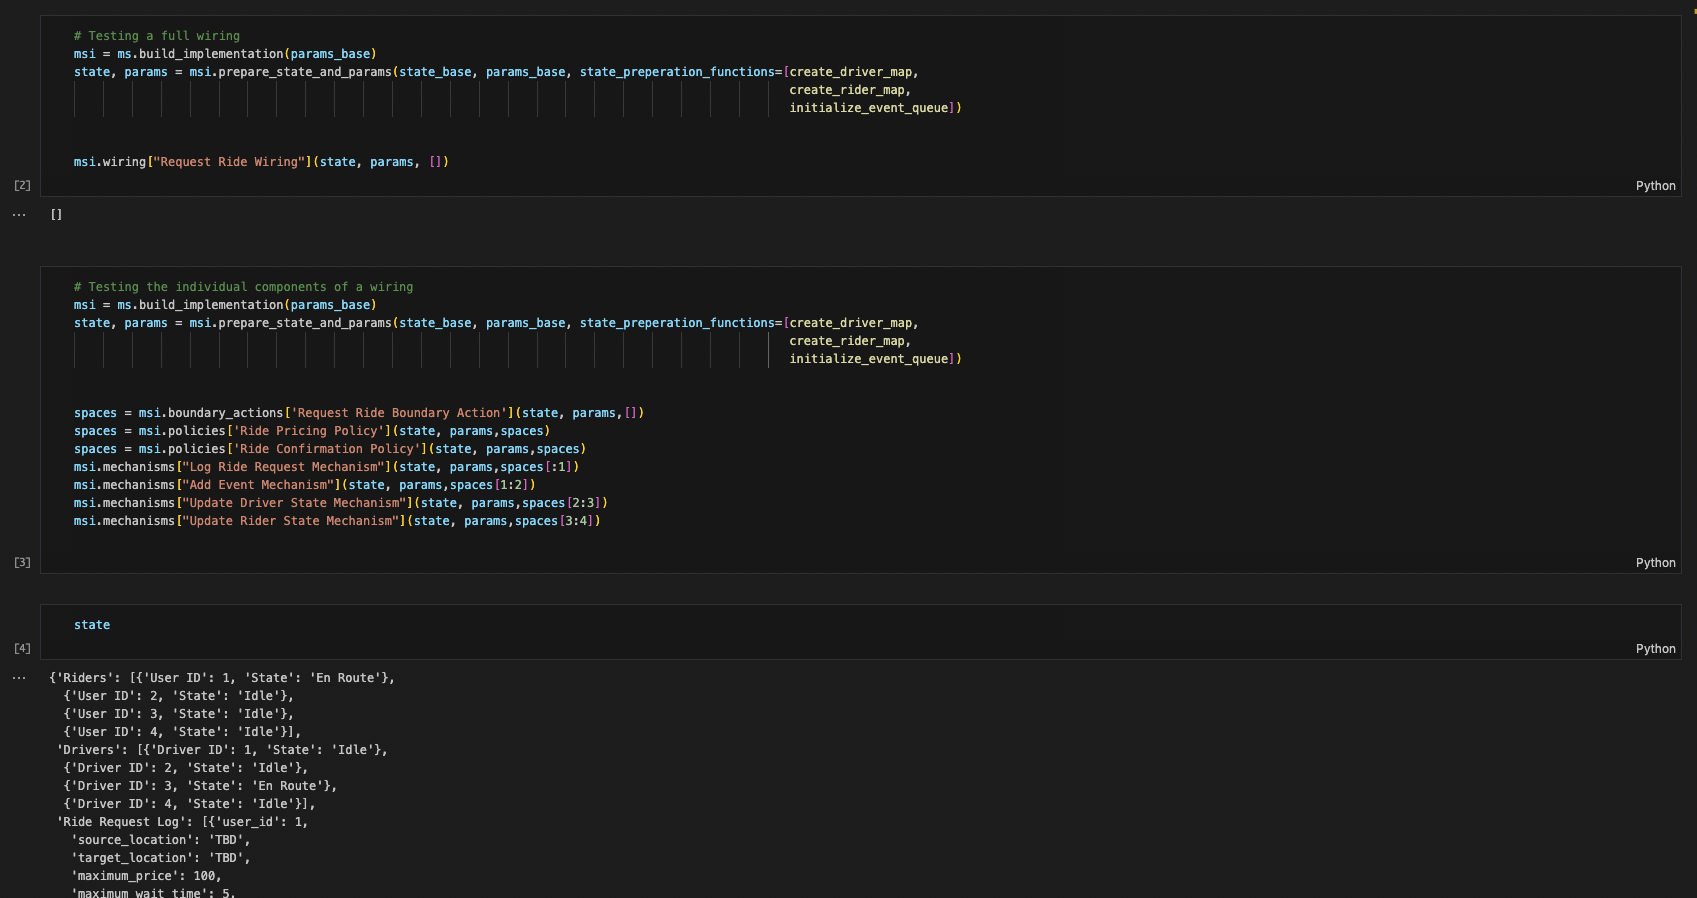 # Testing a full wiring
msi = ms.build_implementation(params_base)
state, params = msi.prepare_state_and_params(state_base, params_base, state_preperation_functions=[create_driver_map,
create_rider_map,
initialize_event_queue])
msi.wiring["Request Ride Wiring"](state, params, [])
[2]
Python
... []
# Testing the individual components of a wiring
msi = ms.build_implementation(params_base)
state, params = msi.prepare_state_and_params(state_base, params_base, state_preperation_functions=[create_driver_map,
create_rider_map,
initialize_event_queue])
spaces = msi.boundary_actions['Request Ride Boundary Action'](state, params,[])
spaces = msi.policies['Ride Pricing Policy'](state, params,spaces)
spaces = msi.policies['Ride Confirmation Policy'](state, params,spaces)
msi.mechanisms["Log Ride Request Mechanism"](state, params,spaces[:1])
msi.mechanisms["Add Event Mechanism"](state, params,spaces[1:2])
msi.mechanisms["Update Driver State Mechanism"](state, params,spaces[2:3])
msi.mechanisms["Update Rider State Mechanism"](state, params,spaces[3:4])
[3]
Python
state
[4]
Python
... {'Riders': [{'User ID': 1, 'State': 'En Route'},
{'User ID': 2, 'State': 'Idle'},
{'User ID': 3, 'State': 'Idle'},
{'User ID': 4, 'State': 'Idle'}],
'Drivers': [{'Driver ID': 1, 'State': 'Idle'},
{'Driver ID': 2, 'State': 'Idle'},
{'Driver ID': 3, 'State': 'En Route'},
{'Driver ID': 4, 'State': 'Idle'}],
'Ride Request Log': [{'user_id': 1,
'source_location': 'TBD',
'target_location': 'TBD',
'maximum_price': 100,
'maximum_wait_time': 5,